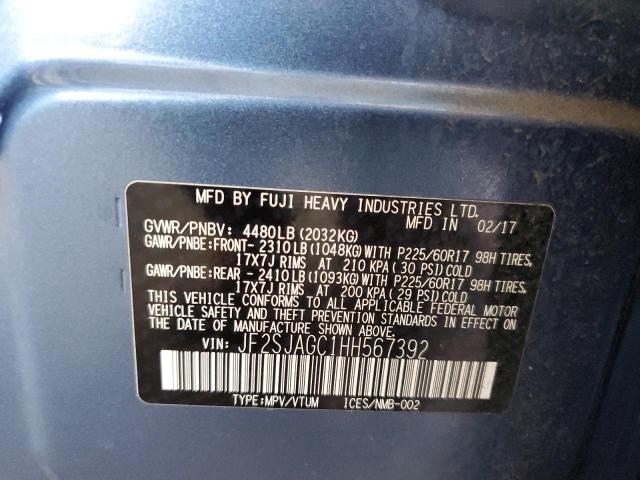 MFD BY FUJI HEAVY INDUSTRIES LTD.
MFD IN 02/17
GVWR/PNBV: 4480LB(2032KG)
GAWR/PNBE:FRONT-2310LB(1048KG)WITH P225/60R17 98H TIRES,
17X7J RIMS AT 210 KPA(30 PSI)COLD
GAWR/PNBE:REAR -2410LB(1093KG)WITH P225/60R17 98H TIRES,
17X7J RIMS AT 200 KPA(29 PSI)COLD
THIS VEHICLE CONFORMS TO ALL APPLICABLE FEDERAL MOTOR
VEHICLE SAFETY AND THEFT PREVENTION STANDARDS IN EFFECT
ON THE DATE OF MANUFACTURE SHOWN ABOVE.
VIN: JF2SJAGC1HH567392
TYPE:MPV/VTUM ICES/NMB-002